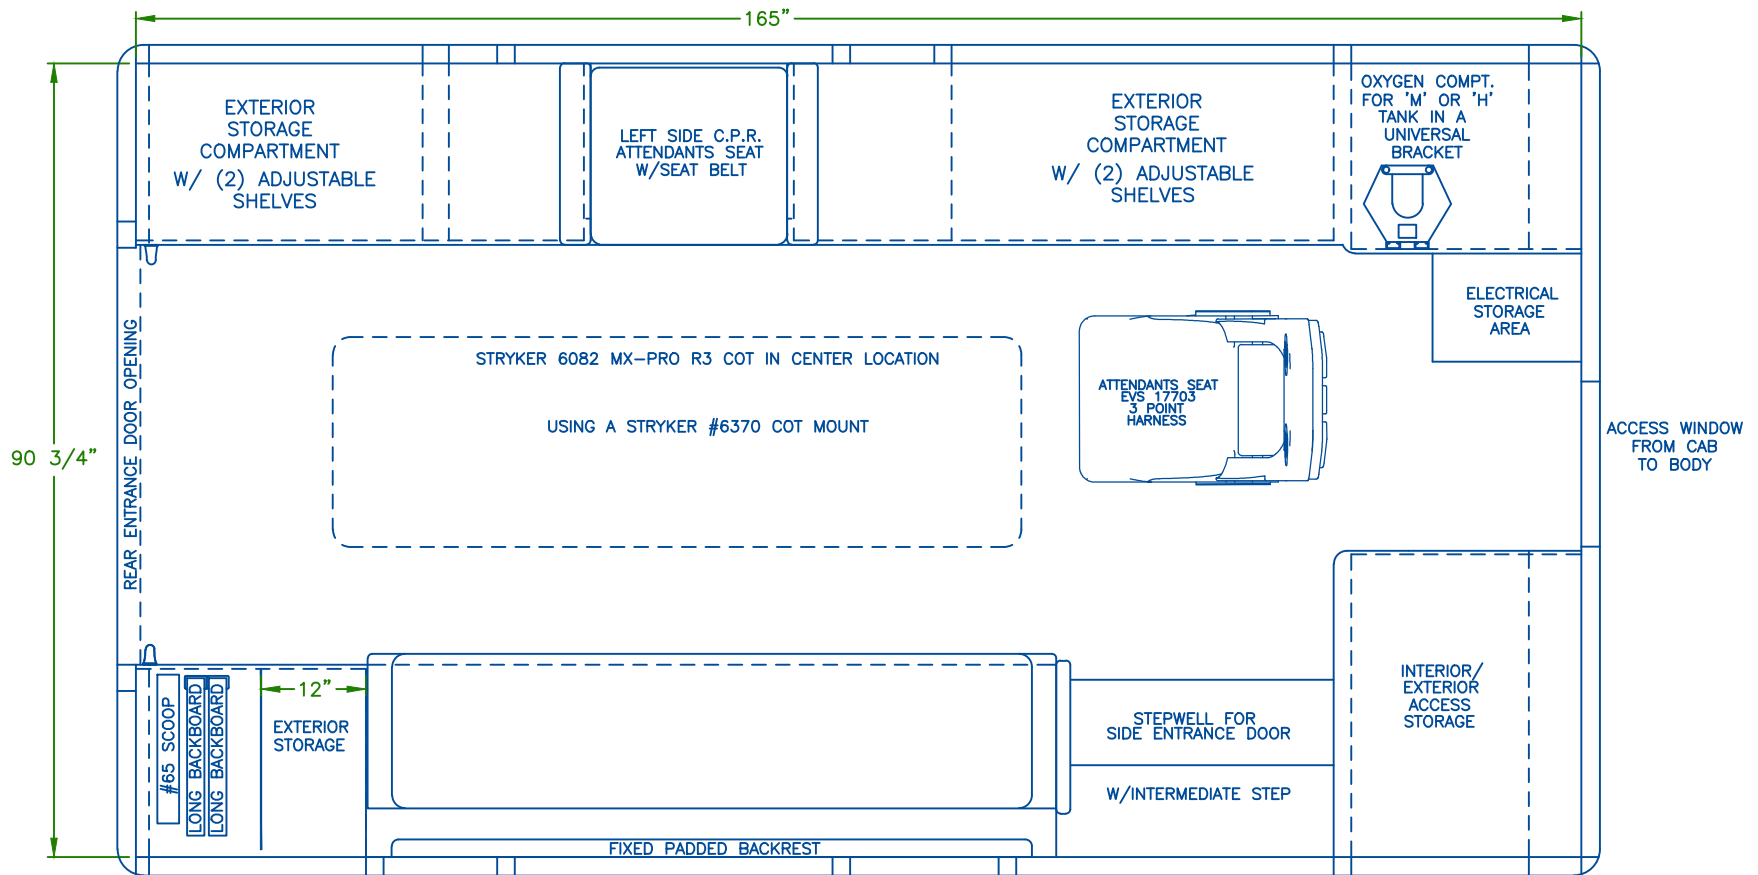 165"
EXTERIOR
STORAGE
COMPARTMENT
W/ (2) ADJUSTABLE
SHELVES
LEFT SIDE C.P.R.
ATTENDANTS SEAT
W/SEAT BELT
EXTERIOR
STORAGE
COMPARTMENT
W/ (2) ADJUSTABLE
SHELVES
OXYGEN COMPT.
FOR 'M' OR 'H'
TANK IN A
UNIVERSAL
BRACKET
ELECTRICAL
STORAGE
AREA
REAR ENTRANCE DOOR OPENING
STRYKER 6082 MX-PRO R3 COT IN CENTER LOCATION
USING A STRYKER #6370 COT MOUNT
ATTENDANTS SEAT
EVS 17703
3 POINT
HARNESS
90 3/4"
ACCESS WINDOW
FROM CAB
TO BODY
#65 SCOOP
LONG BACKBOARD
LONG BACKBOARD
12"
EXTERIOR
STORAGE
STEPWELL FOR
SIDE ENTRANCE DOOR
W/INTERMEDIATE STEP
INTERIOR/
EXTERIOR
ACCESS
STORAGE
FIXED PADDED BACKREST